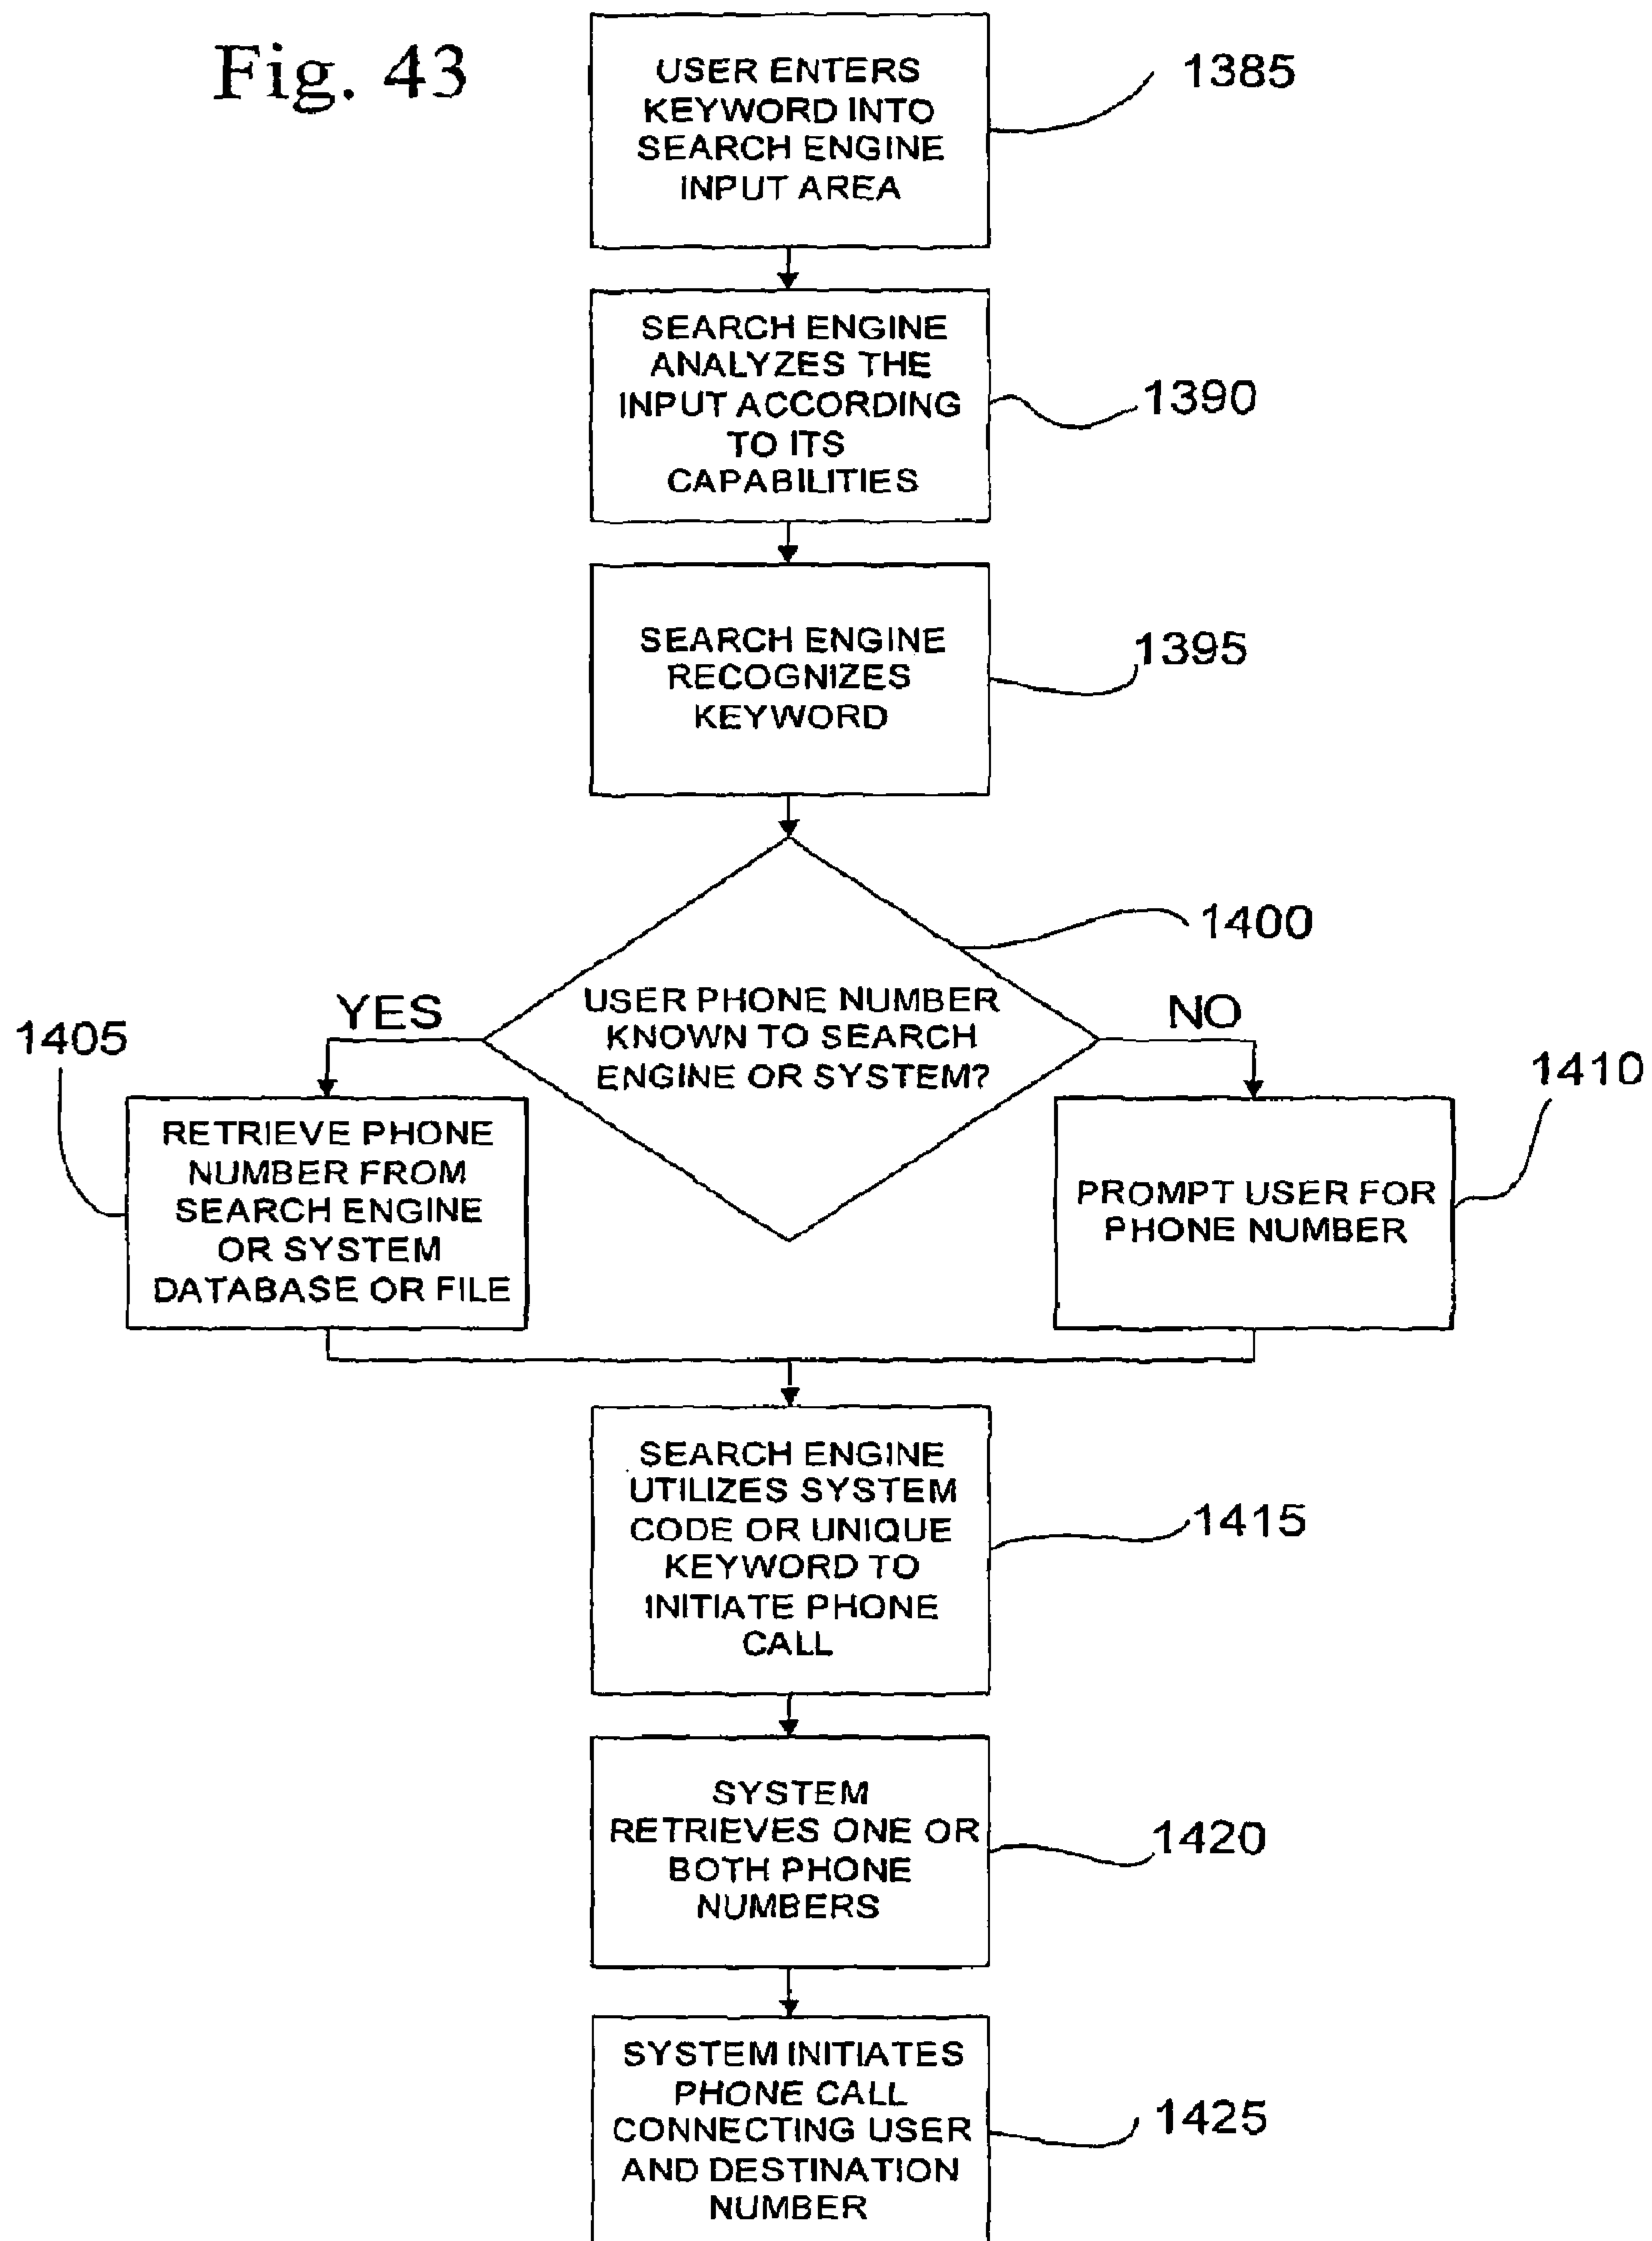 Fig. 43
USER ENTERS
KEYWORD INTO
SEARCH ENGINE
INPUT AREA
1385
SEARCH ENGINE
ANALYZES THE
INPUT ACCORDING
TO ITS
CAPABILITIES
1390
SEARCH ENGINE
RECOGNIZES
KEYWORD
1395
1400
USER PHONE NUMBER
KNOWN TO SEARCH
ENGINE OR SYSTEM?
YES
NO
1405
RETRIEVE PHONE
NUMBER FROM
SEARCH ENGINE
OR SYSTEM
DATABASE OR FILE
1410
PROMPT USER FOR
PHONE NUMBER
SEARCH ENGINE
UTILIZES SYSTEM
CODE OR UNIQUE
KEYWORD TO
INITIATE PHONE
CALL
1415
SYSTEM
RETRIEVES ONE OR
BOTH PHONE
NUMBERS
1420
SYSTEM INITIATES
PHONE CALL
CONNECTING USER
AND DESTINATION
NUMBER
1425